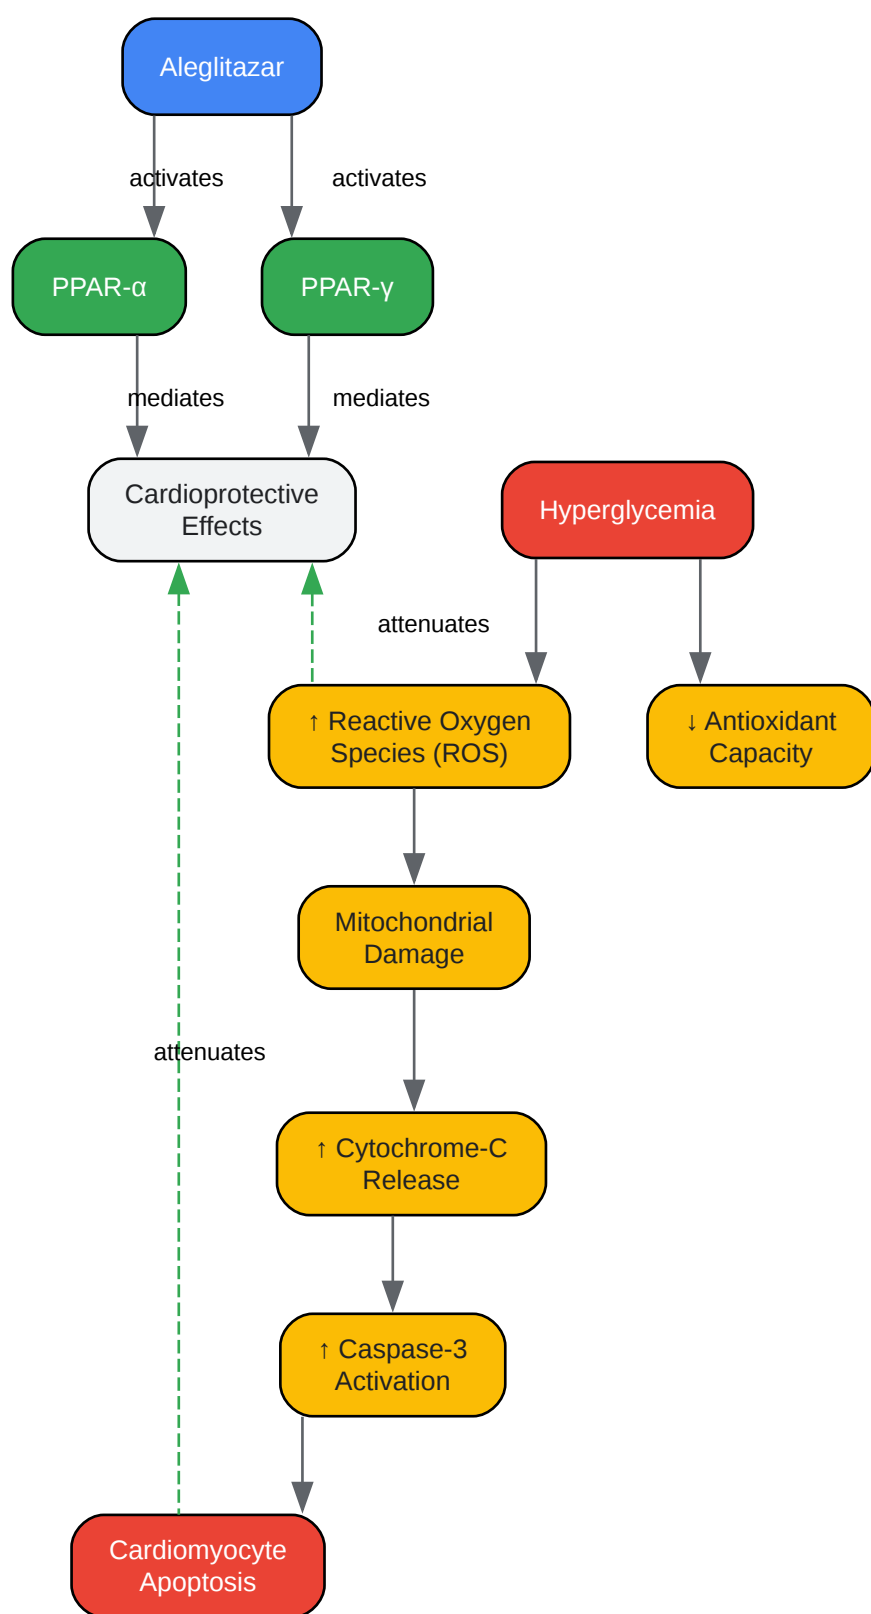 Aleglitazar
activates
activates
PPAR-α
PPAR-γ
mediates
mediates
Cardioprotective
Effects
Hyperglycemia
attenuates
↑ Reactive Oxygen
Species (ROS)
↓ Antioxidant
Capacity
Mitochondrial
Damage
attenuates
↑ Cytochrome-C
Release
↑ Caspase-3
Activation
Cardiomyocyte
Apoptosis